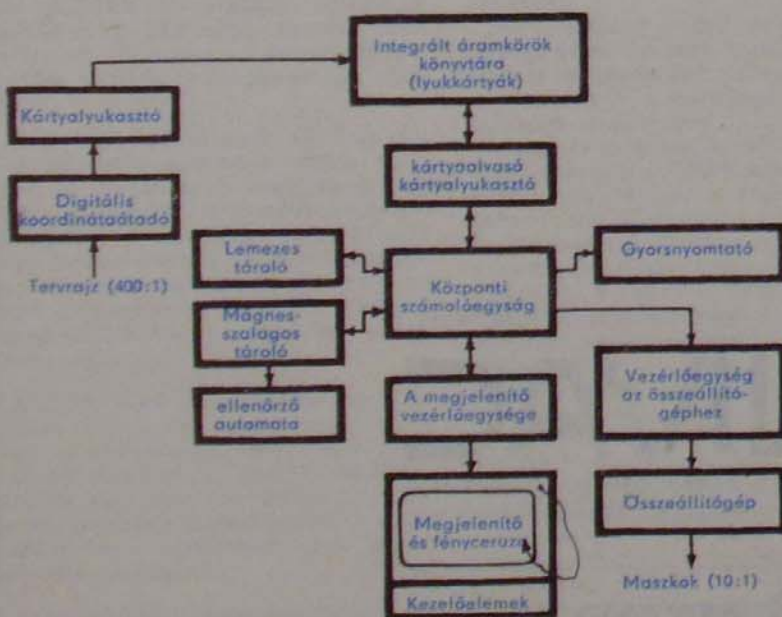 Integrált áramkörök
könyvtára
(lyukkártyák)
Kártyalyukasztó
kártyaolvasó
kártyalyukasztó
Digitális
koordinátaátadó
Tervrajz (400:1)
Lemezes
tároló
Központi
számolóegység
Gyorsnyomtató
Mágnes-
szalagos
tároló
ellenőrző
automata
A megjelenítő
vezérlőegysége
Vezérlőegység
az összeállító-
géphez
Megjelenítő
és fényceruza
Kezelőelemek
Összeállítógép
Maszkok (10:1)